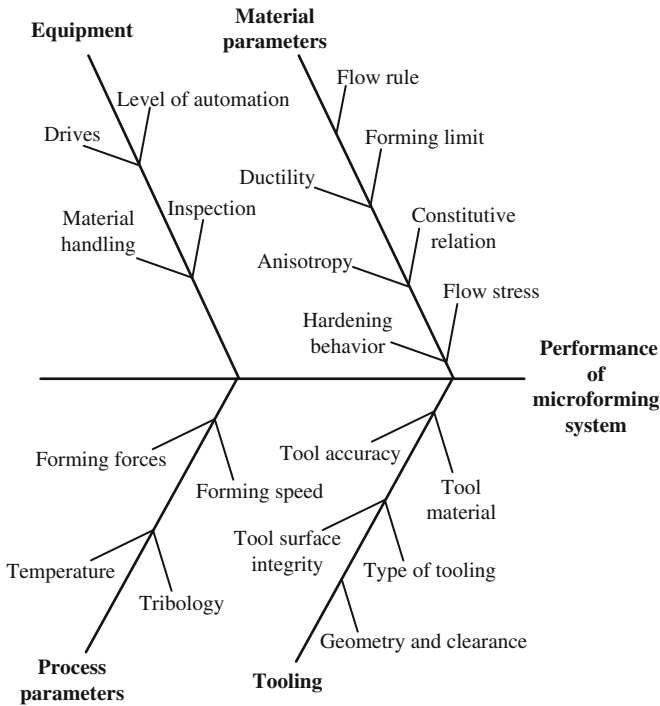 Equipment
Material
parameters
Flow rule
Level of automation
Drives
Forming limit
Ductility
Material
handling
Inspection
Constitutive
relation
Anisotropy
Flow stress
Hardening
behavior
Performance
of
microforming
system
Forming forces
Tool accuracy
Forming speed
Tool
material
Tool surface
integrity
Temperature
Type of tooling
Tribology
Geometry and clearance
Process
parameters
Tooling